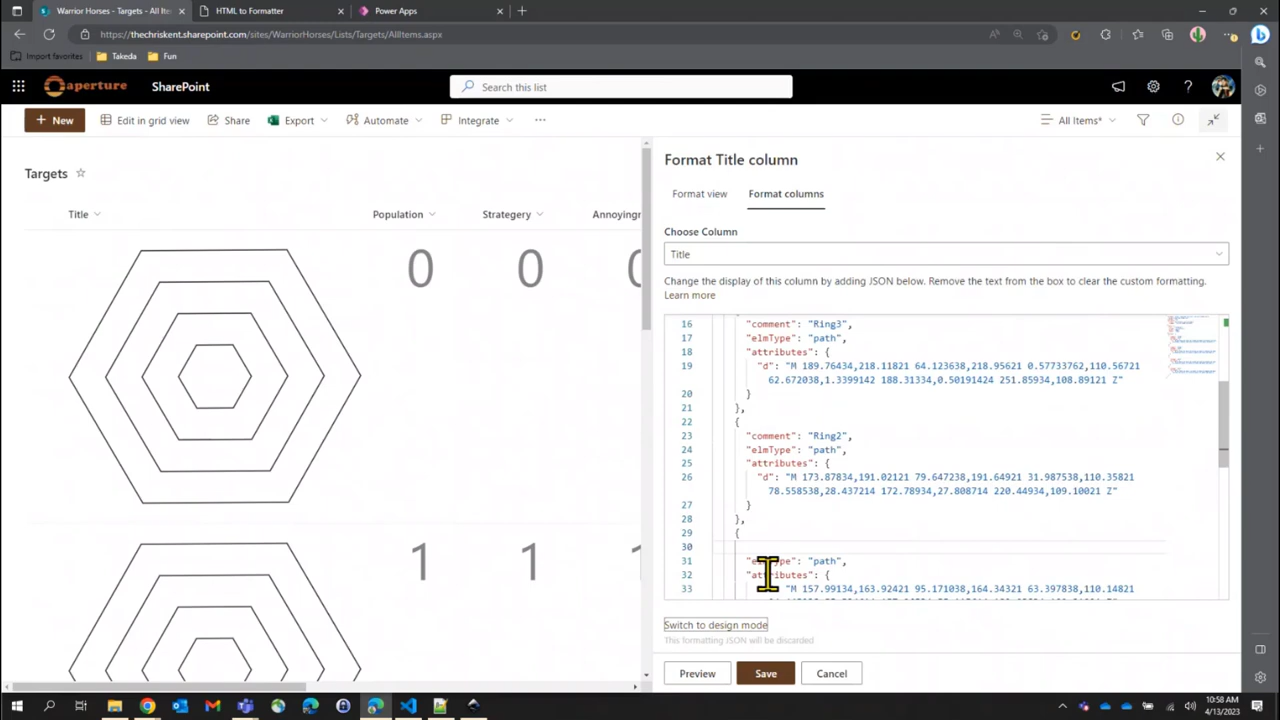 Warrior Horses - Targets - All Iten
HTML to Formatter
Power Apps
https://thechriskent.sharepoint.com/sites/WarriorHorses/Lists/Targets/AllItems.aspx
Import favorites
Takeda
Fun
aperture
SharePoint
Search this list
New
Edit in grid view
Share
Export
Automate
Integrate
All Items*
Targets
Format Title column
Format view
Format columns
Title
Population
Strategery
Annoyingr
Choose Column
Title
Change the display of this column by adding JSON below. Remove the text from the box to clear the custom formatting.
Learn more
0 0 0
16 "comment": "Ring3",
17 "elmType": "path",
18 "attributes": {
19 "d": "M 189.76434,218.11821 64.123638,218.95621 0.57733762,110.56721
62.672038,1.3399142 188.31334,0.50191424 251.85934,108.89121 Z"
20 }
21 },
22 {
23 "comment": "Ring2",
24 "elmType": "path",
25 "attributes": {
26 "d": "M 173.87834,191.02121 79.647238,191.64921 31.987538,110.35821
78.558538,28.437214 172.78934,27.808714 220.44934,109.10021 Z"
27 }
28 },
29 {
30
31 "elmType": "path",
32 "attributes": {
33 "M 157.99134,163.92421 95.171038,164.34321 63.397838,110.14821
1 1 1
Switch to design mode
This formatting JSON will be discarded
Preview
Save
Cancel
10:58 AM
4/13/2023